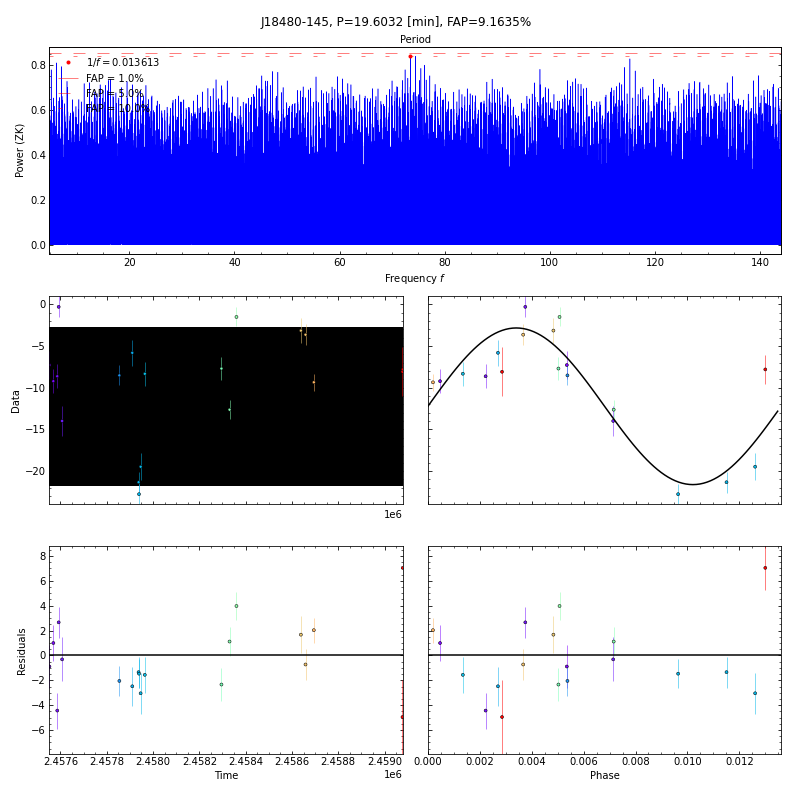 J18480-145, P=19.6032 [min], FAP=9.1635%
Period
Power (ZK)
0.8
0.6
0.4
0.2
0.0
1/f = 0.013613
FAP = 1.0%
FAP = 5.0%
FAP = 10.0%
20 40 60 80 100 120 140
Frequency f
Data
0
−5
−10
−15
−20
1e6
Residuals
8
6
4
2
0
−2
−4
−6
2.4576 2.4578 2.4580 2.4582 2.4584 2.4586 2.4588 2.4590
1e6
Time
0.000 0.002 0.004 0.006 0.008 0.010 0.012
Phase